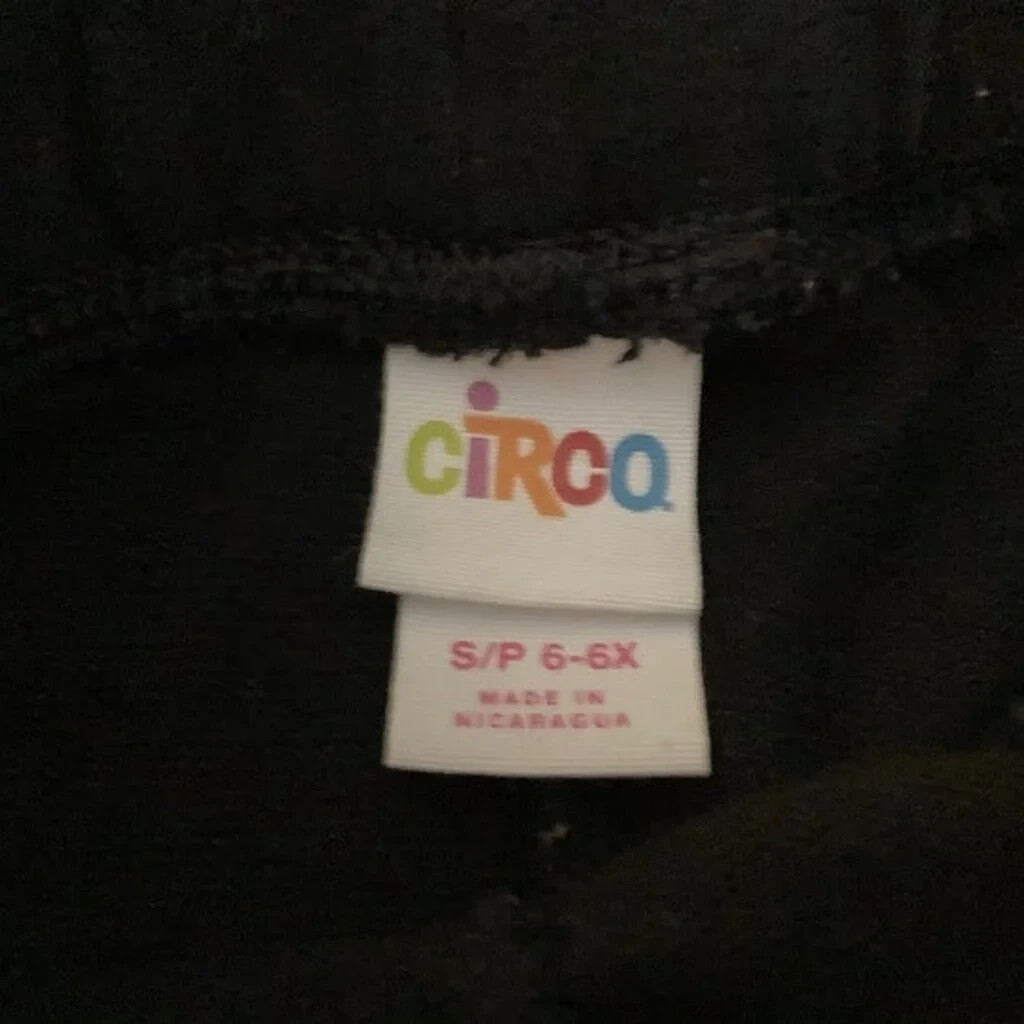 CiRCO
S/P 6-6X
MADE IN
NICARAGUA